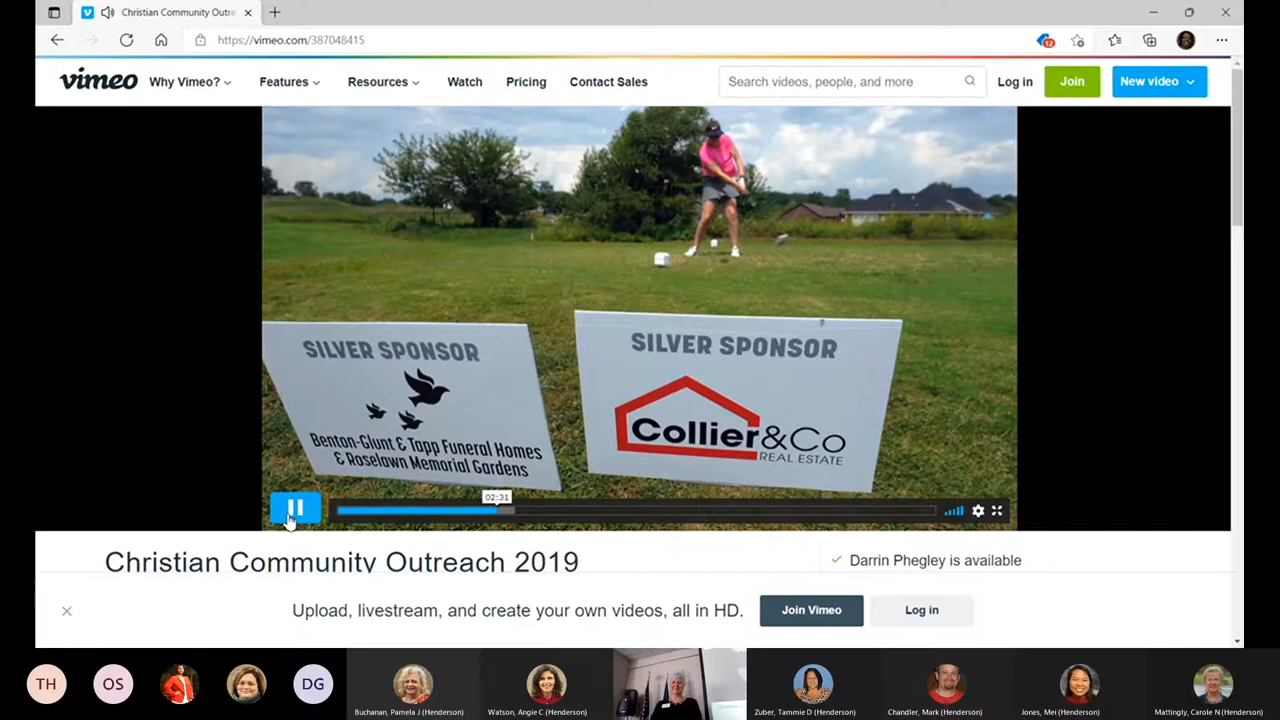 Christian Community Outre
https://vimeo.com/387048415
12
vimeo
Why Vimeo?
Features
Resources
Watch
Pricing
Contact Sales
Search videos, people, and more
Log in
Join
New video
SILVER SPONSOR
Benton-Glunt & Tapp Funeral Homes
& Roselawn Memorial Gardens
SILVER SPONSOR
Collier&Co
REAL ESTATE
02:31
Christian Community Outreach 2019
Darrin Phegley is available
Upload, livestream, and create your own videos, all in HD.
Join Vimeo
Log in
TH
OS
DG
Buchanan, Pamela J (Henderson)
Watson, Angie C (Henderson)
Zuber, Tammie D (Henderson)
Chandler, Mark (Henderson)
Jones, Mei (Henderson)
Mattingly, Carole N (Henderson)